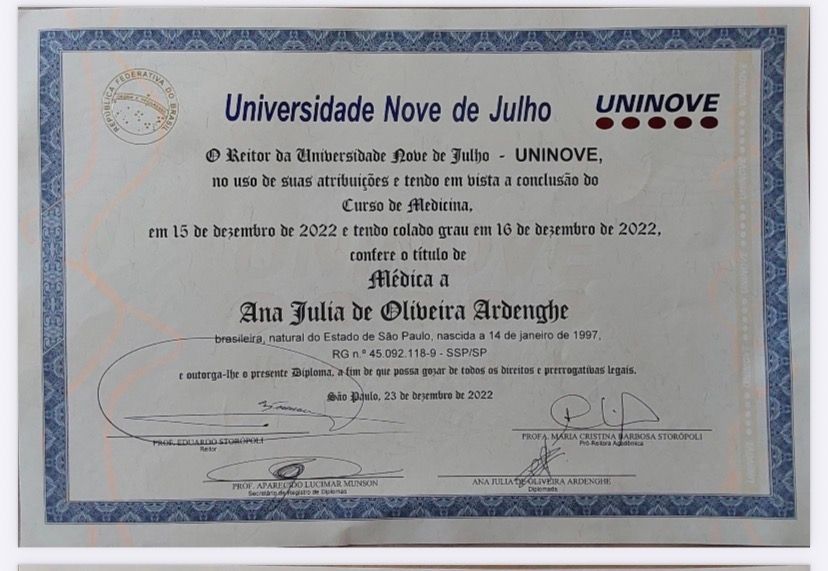 REPÚBLICA FEDERATIVA DO BRASIL
Universidade Nove de Julho
UNINOVE
O Reitor da Universidade Nove de Julho - UNINOVE,
no uso de suas atribuições e tendo em vista a conclusão do
Curso de Medicina,
em 15 de dezembro de 2022 e tendo colado grau em 16 de dezembro de 2022,
confere o título de
Médica a
Ana Julia de Oliveira Ardenghe
brasileira, natural do Estado de São Paulo, nascida a 14 de janeiro de 1997,
RG n.º 45.092.118-9 - SSP/SP
e outorga-lhe o presente Diploma, a fim de que possa gozar de todos os direitos e prerrogativas legais.
São Paulo, 23 de dezembro de 2022
PROF. EDUARDO STORÓPOLI
Reitor
PROFA. MARIA CRISTINA BARBOSA STORÓPOLI
Pró-Reitora Acadêmica
PROF. APARECIDO LUCIMAR MUNSON
Secretário de Registro de Diplomas
ANA JULIA DE OLIVEIRA ARDENGHE
Diplomada
UNINOVE
UNINOVE